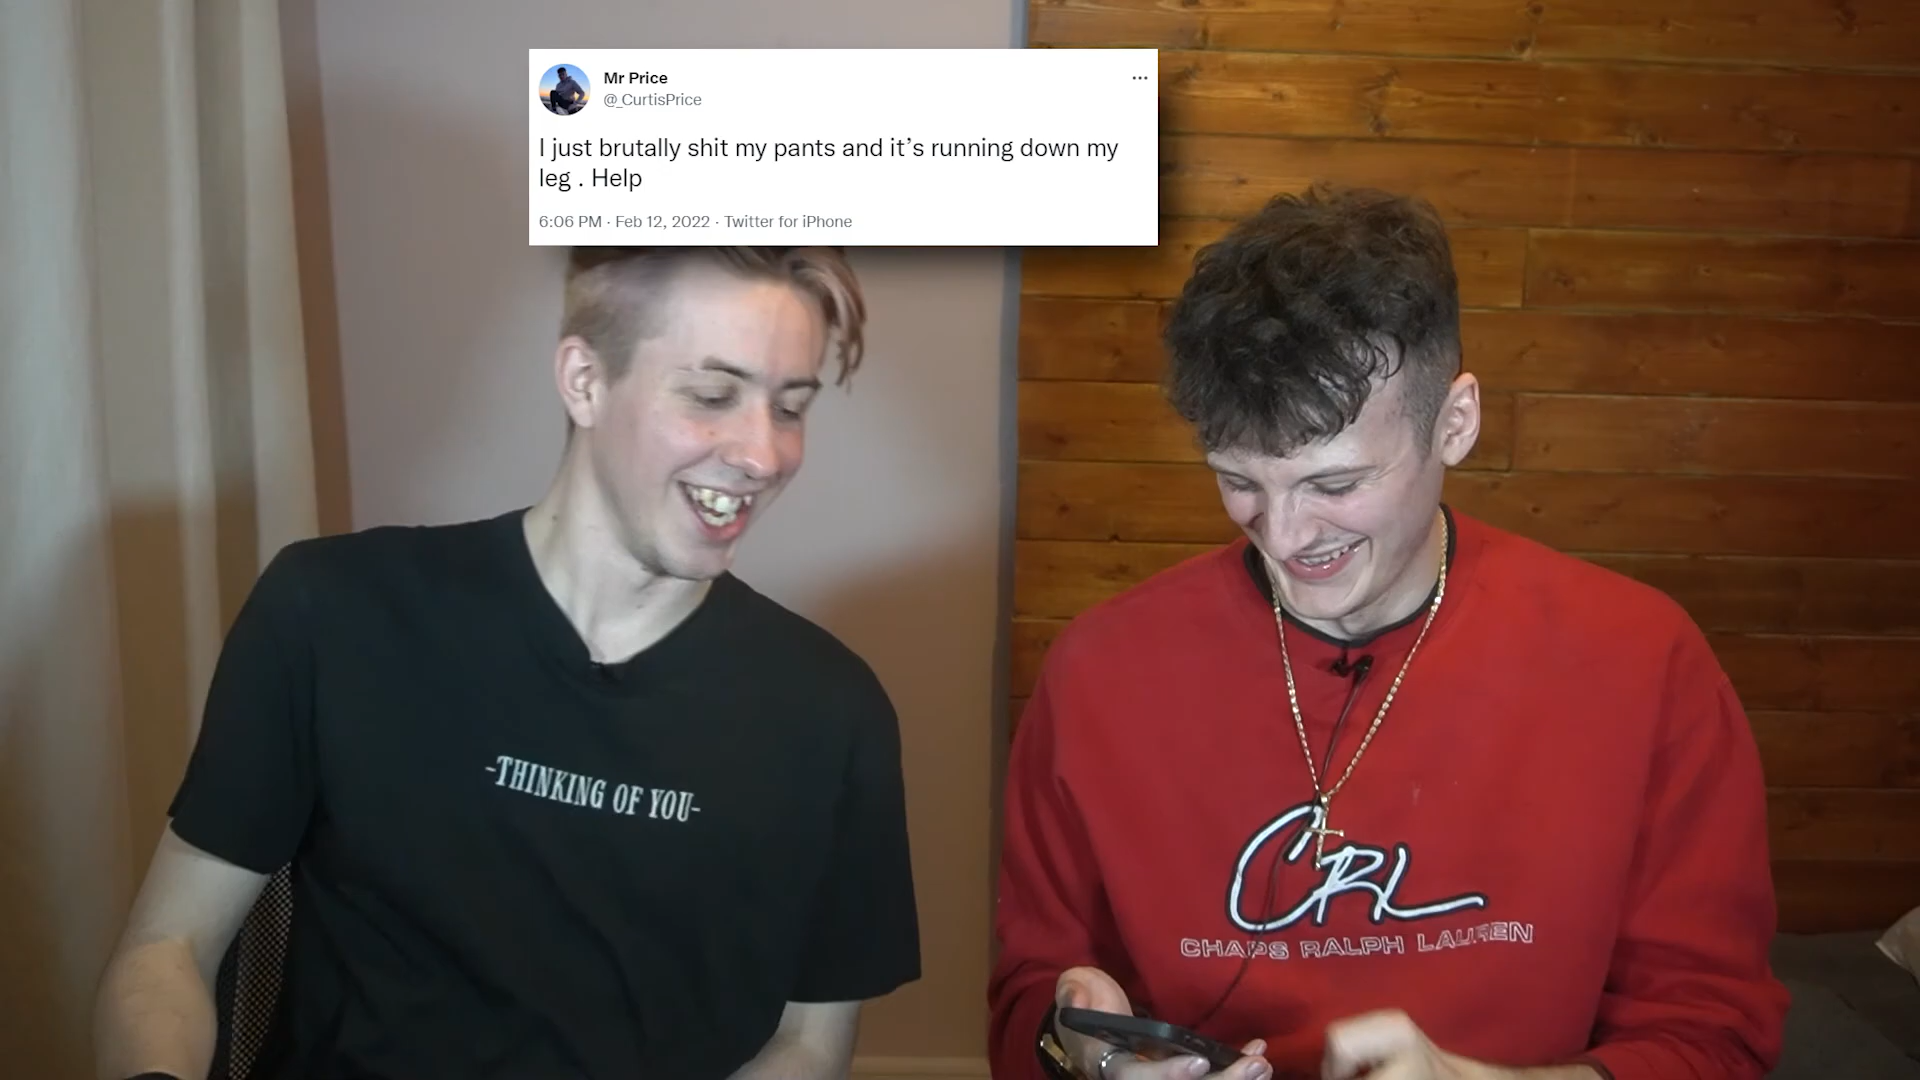 Mr Price
@_CurtisPrice
I just brutally shit my pants and it’s running down my
leg . Help
6:06 PM · Feb 12, 2022 · Twitter for iPhone
-THINKING OF YOU-
CRL
CHAPS RALPH LAUREN